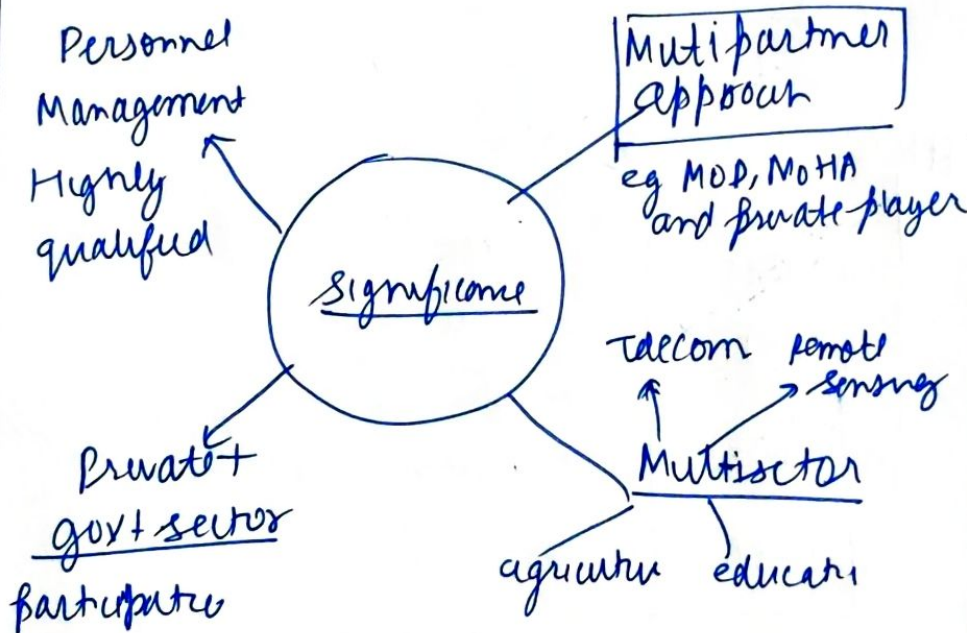 Personnel
Management
Highly
qualified
Mutipartner
approach
eg MOD, MoHA
and private player
Significance
Telecom
remote
sensing
Multisector
agricultu
educati
Private +
govt sector
participatio